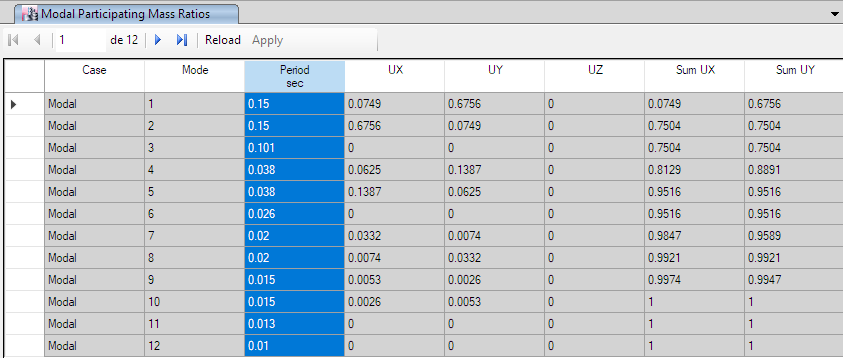 Modal Participating Mass Ratios
1 de 12 Reload Apply
Case Mode Period sec UX UY UZ Sum UX Sum UY
Modal 1 0.15 0.0749 0.6756 0 0.0749 0.6756
Modal 2 0.15 0.6756 0.0749 0 0.7504 0.7504
Modal 3 0.101 0 0 0 0.7504 0.7504
Modal 4 0.038 0.0625 0.1387 0 0.8129 0.8891
Modal 5 0.038 0.1387 0.0625 0 0.9516 0.9516
Modal 6 0.026 0 0 0 0.9516 0.9516
Modal 7 0.02 0.0332 0.0074 0 0.9847 0.9589
Modal 8 0.02 0.0074 0.0332 0 0.9921 0.9921
Modal 9 0.015 0.0053 0.0026 0 0.9974 0.9947
Modal 10 0.015 0.0026 0.0053 0 1 1
Modal 11 0.013 0 0 0 1 1
Modal 12 0.01 0 0 0 1 1